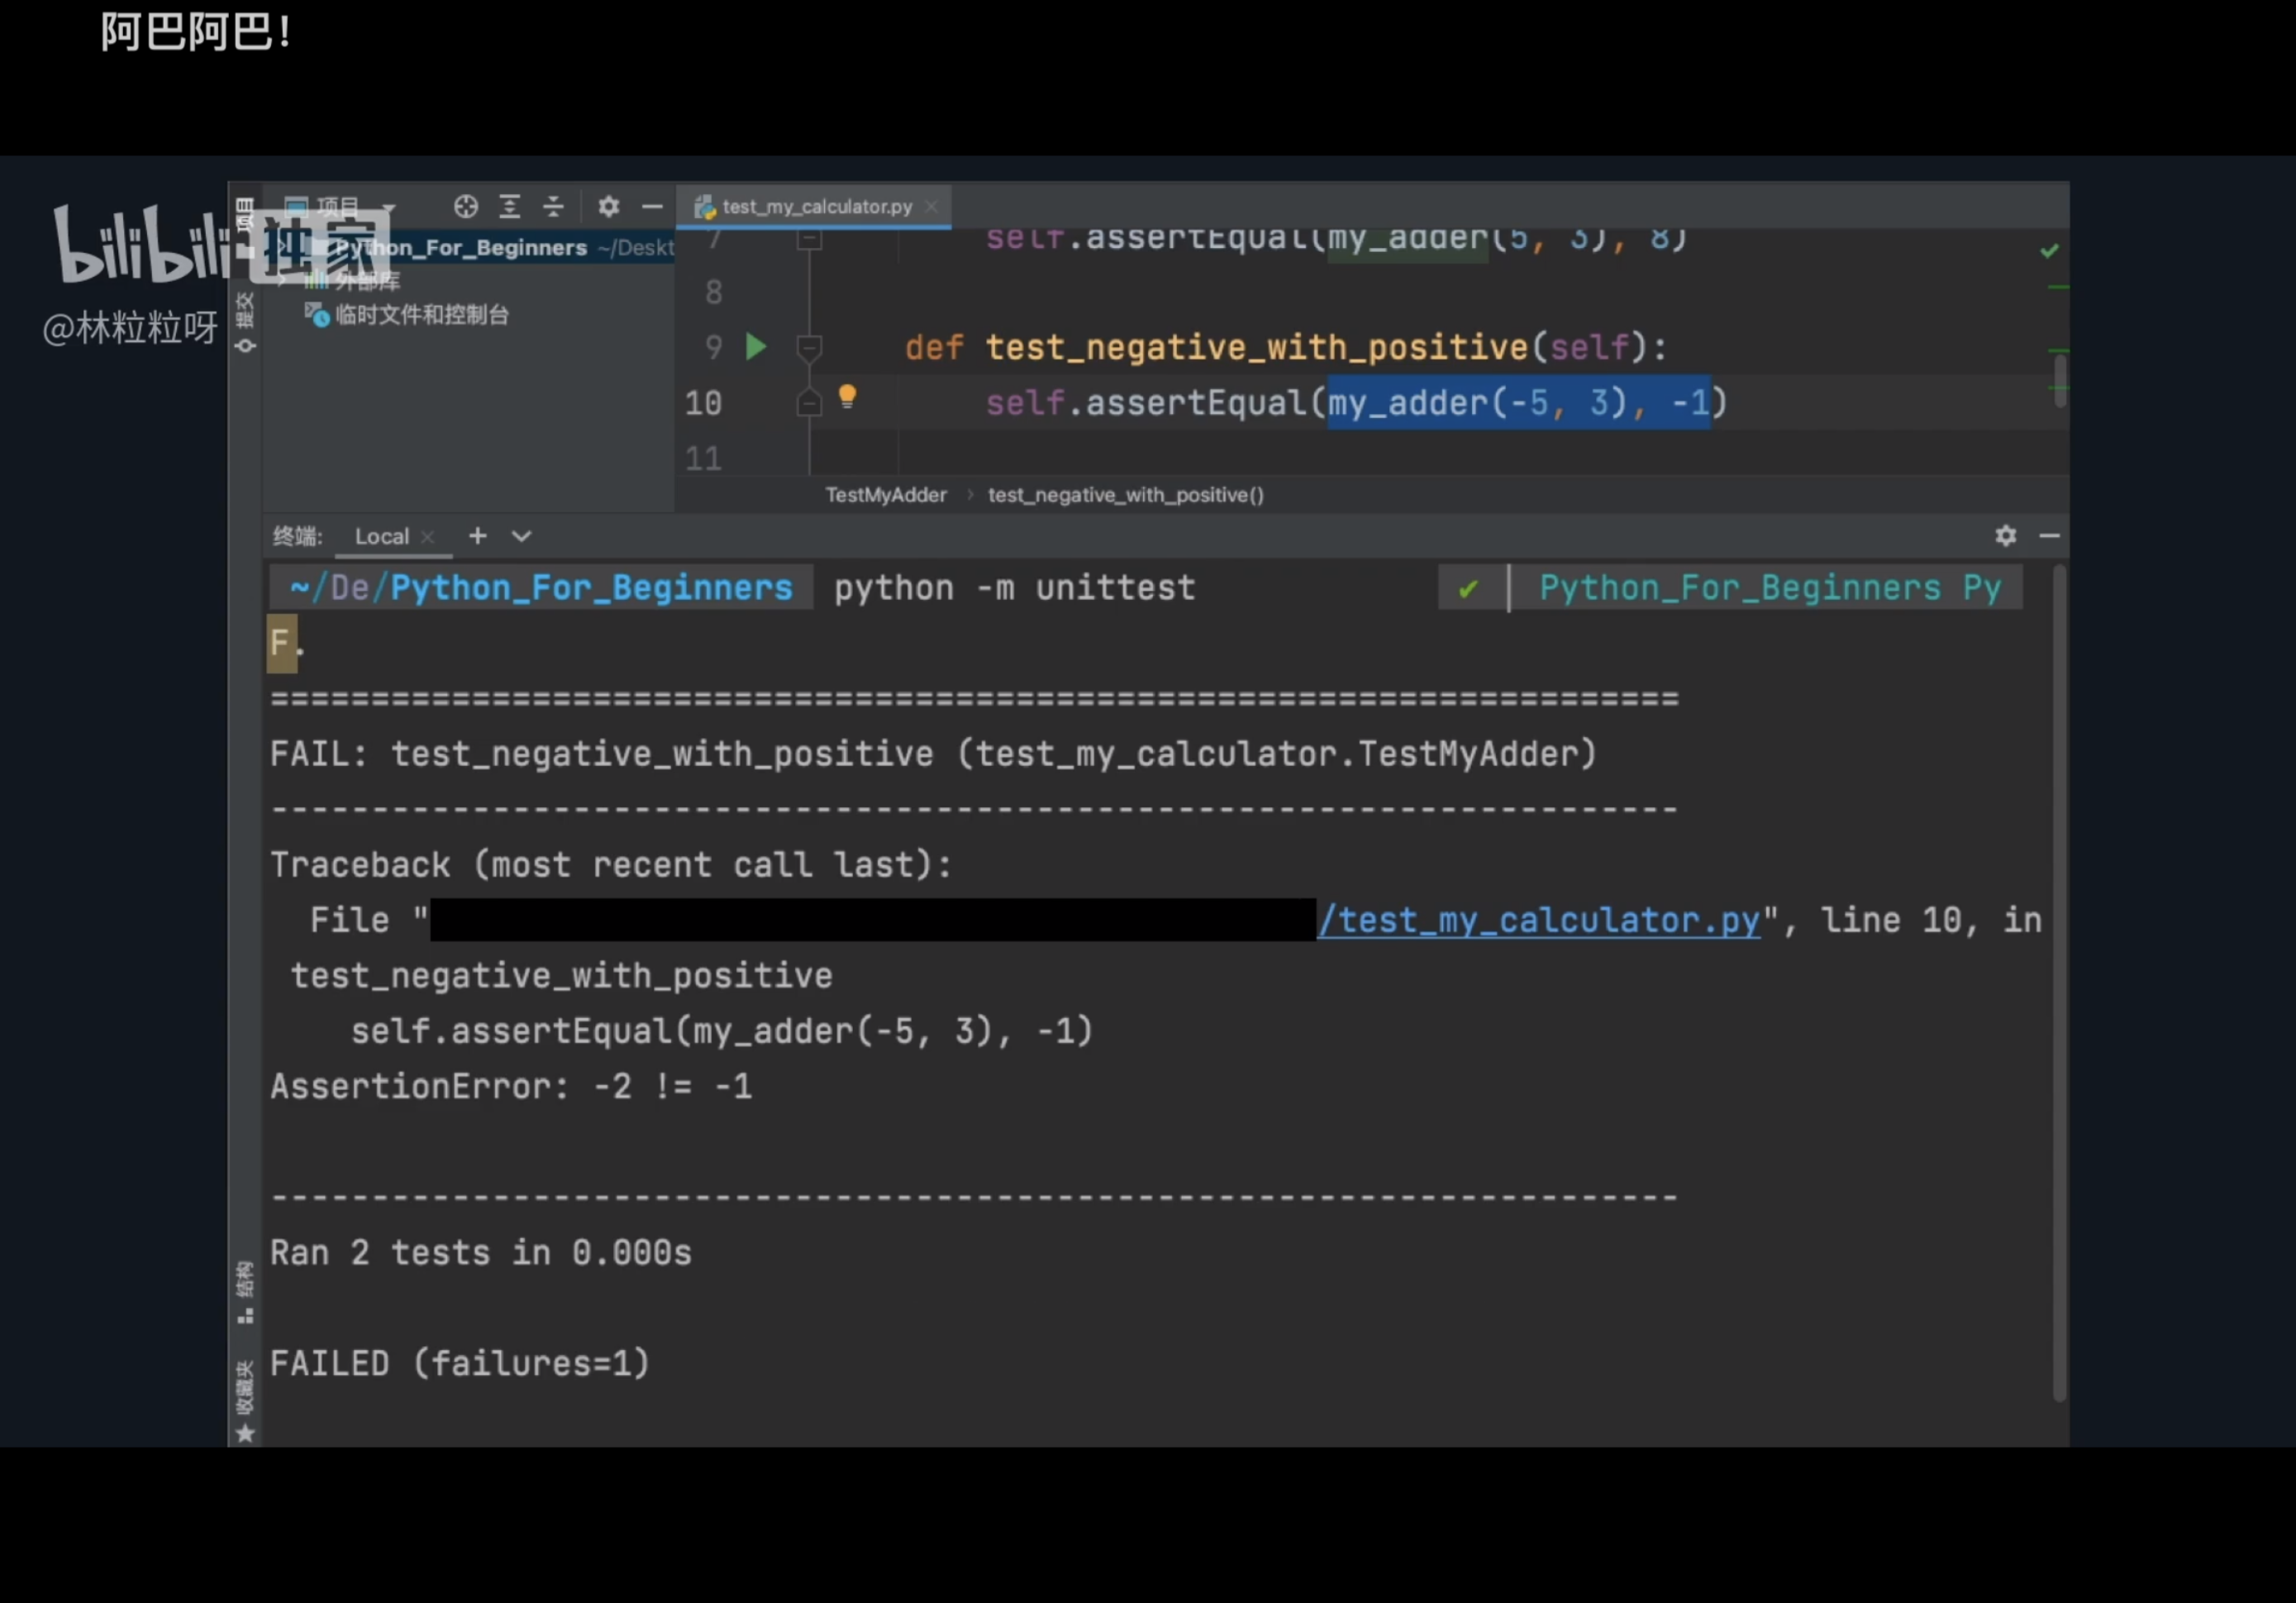 阿巴阿巴!
bilibili 独家
@林粒粒呀
项目
项目
test_my_calculator.py
Python_For_Beginners ~/Deskt
外部库
临时文件和控制台
提交
7 self.assertEqual(my_adder(5, 3), 8)
8
9 def test_negative_with_positive(self):
10 self.assertEqual(my_adder(-5, 3), -1)
11
TestMyAdder › test_negative_with_positive()
终端: Local
~/De/Python_For_Beginners python -m unittest ✔ Python_For_Beginners Py
F.
======================================================================
FAIL: test_negative_with_positive (test_my_calculator.TestMyAdder)
----------------------------------------------------------------------
Traceback (most recent call last):
File "/test_my_calculator.py", line 10, in
test_negative_with_positive
self.assertEqual(my_adder(-5, 3), -1)
AssertionError: -2 != -1
----------------------------------------------------------------------
Ran 2 tests in 0.000s
FAILED (failures=1)
结构
收藏夹